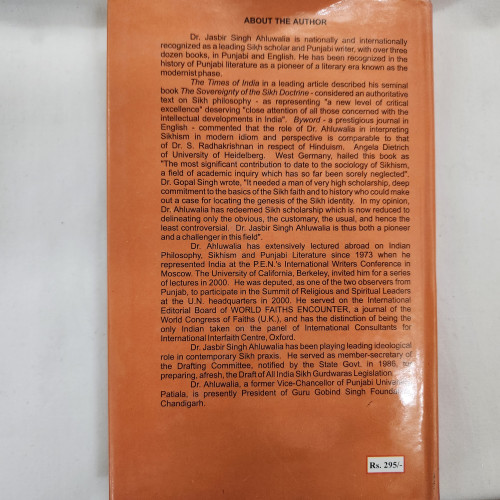 ABOUT THE AUTHOR
Dr. Jasbir Singh Ahluwalia is nationally and internationally
recognized as a leading Sikh scholar and Punjabi writer, with over three
dozen books, in Punjabi and English. He has been recognized in the
history of Punjabi literature as a pioneer of a literary era known as the
modernist phase.
The Times of India in a leading article described his seminal
book The Sovereignty of the Sikh Doctrine - considered an authoritative
text on Sikh philosophy - as representing "a new level of critical
excellence" deserving "close attention of all those concerned with the
intellectual developments in India". Byword - a prestigious journal in
English - commented that the role of Dr. Ahluwalia in interpreting
Sikhism in modern idiom and perspective is comparable to that
of Dr. S. Radhakrishnan in respect of Hinduism. Angela Dietrich
of University of Heidelberg. West Germany, hailed this book as
"The most significant contribution to date to the sociology of Sikhism,
a field of academic inquiry which has so far been sorely neglected".
Dr. Gopal Singh wrote, "It needed a man of very high scholarship, deep
commitment to the basics of the Sikh faith and to history who could make
out a case for locating the genesis of the Sikh identity. In my opinion,
Dr. Ahluwalia has redeemed Sikh scholarship which is now reduced to
delineating only the obvious, the customary, the usual, and hence the
least controversial. Dr. Jasbir Singh Ahluwalia is thus both a pioneer
and a challenger in this field".
Dr. Ahluwalia has extensively lectured abroad on Indian
Philosophy, Sikhism and Punjabi Literature since 1973 when he
represented India at the P.E.N.'s International Writers Conference in
Moscow. The University of California, Berkeley, invited him for a series
of lectures in 2000. He was deputed, as one of the two observers from
Punjab, to participate in the Summit of Religious and Spiritual Leaders
at the U.N. headquarters in 2000. He served on the International
Editorial Board of WORLD FAITHS ENCOUNTER, a journal of the
World Congress of Faiths (U.K.), and has the distinction of being the
only Indian taken on the panel of International Consultants for
International Interfaith Centre, Oxford.
Dr. Jasbir Singh Ahluwalia has been playing leading ideological
role in contemporary Sikh praxis. He served as member-secretary of
the Drafting Committee, notified by the State Govt. in 1986, for
preparing, afresh, the Draft of All India Sikh Gurdwaras Legislation.
Dr. Ahluwalia, a former Vice-Chancellor of Punjabi
Patiala, is presently President of Guru Gobind Singh
Chandigarh.
Rs. 295/-